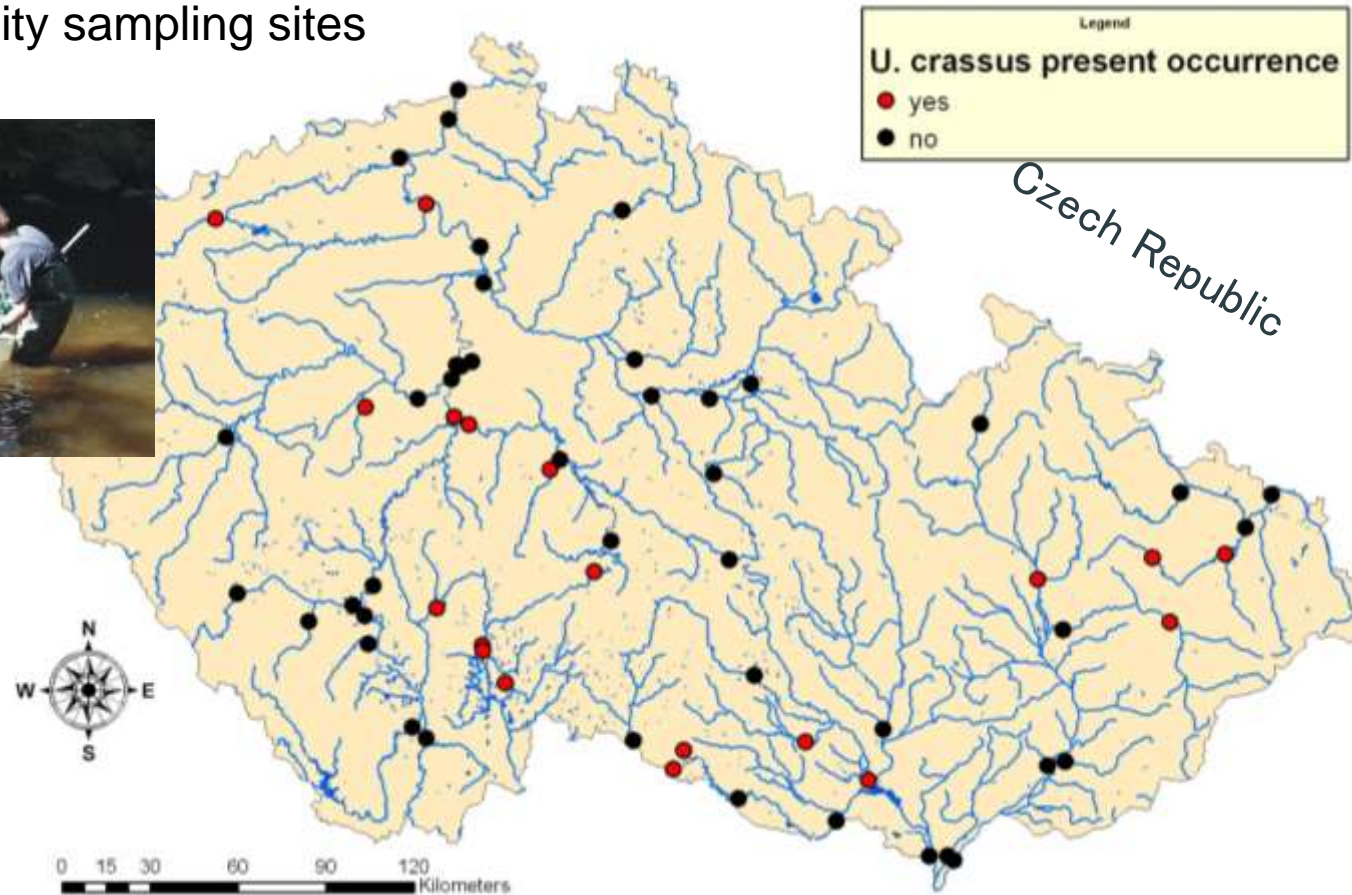 ity sampling sites
Legend
U. crassus present occurrence
yes
no
Czech Republic
N
W E
S
0 15 30 60 90 120
Kilometers